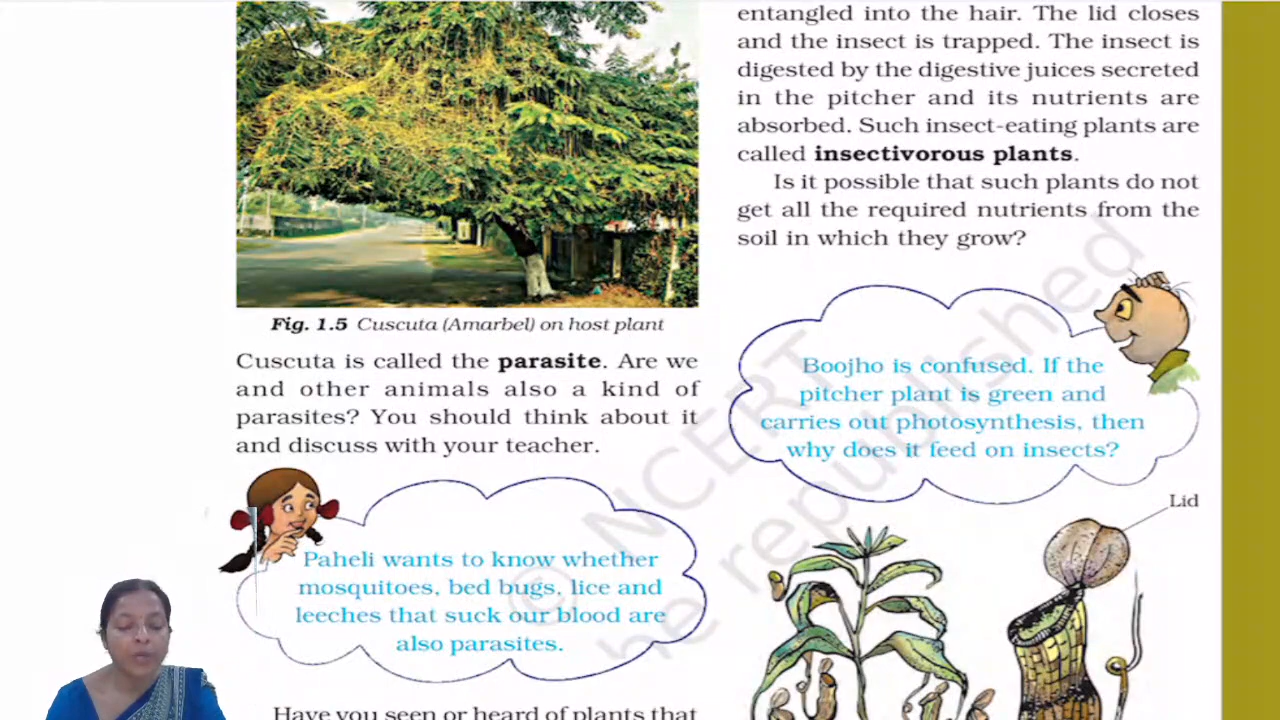 Fig. 1.5 Cuscuta (Amarbel) on host plant
Cuscuta is called the parasite. Are we
and other animals also a kind of
parasites? You should think about it
and discuss with your teacher.
Paheli wants to know whether
mosquitoes, bed bugs, lice and
leeches that suck our blood are
also parasites.
Have you seen or heard of plants that
entangled into the hair. The lid closes
and the insect is trapped. The insect is
digested by the digestive juices secreted
in the pitcher and its nutrients are
absorbed. Such insect-eating plants are
called insectivorous plants.
Is it possible that such plants do not
get all the required nutrients from the
soil in which they grow?
Boojho is confused. If the
pitcher plant is green and
carries out photosynthesis, then
why does it feed on insects?
Lid
© NCERT
be republished